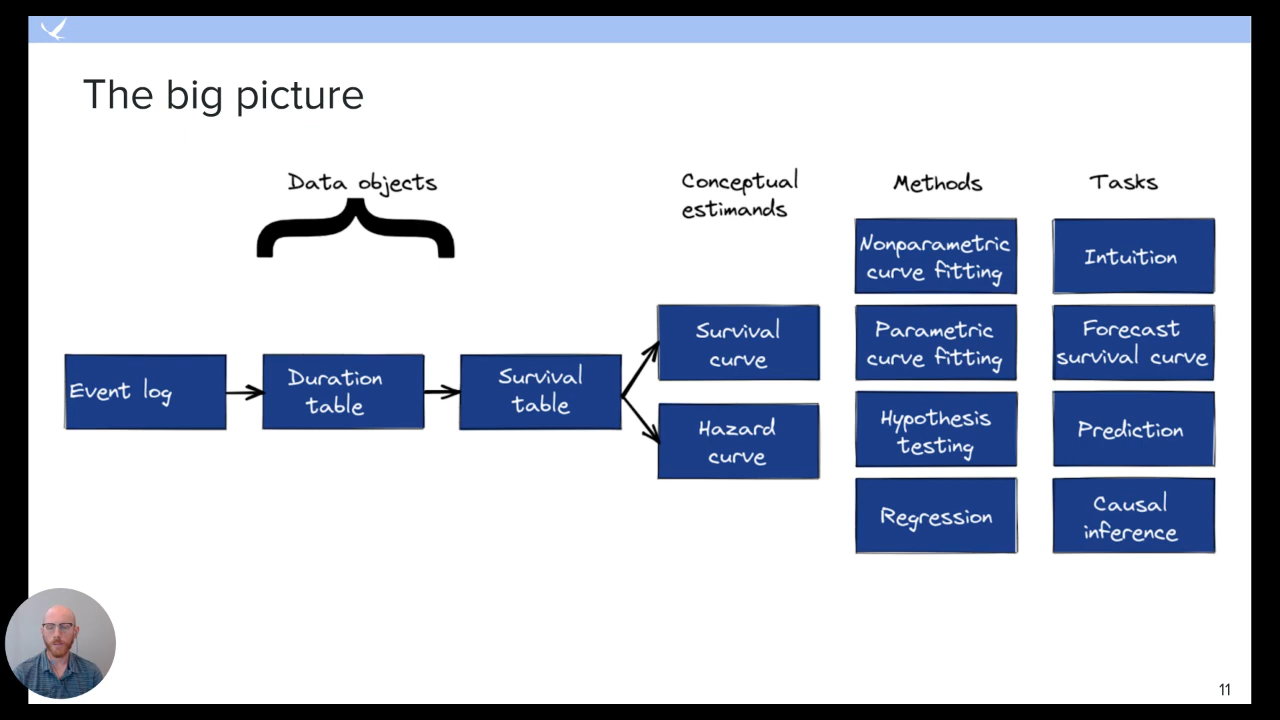 The big picture
Data objects
Conceptual
estimands
Methods
Tasks
Event log
Duration
table
Survival
table
Survival
curve
Hazard
curve
Nonparametric
curve fitting
Parametric
curve fitting
Hypothesis
testing
Regression
Intuition
Forecast
survival curve
Prediction
Causal
inference
11